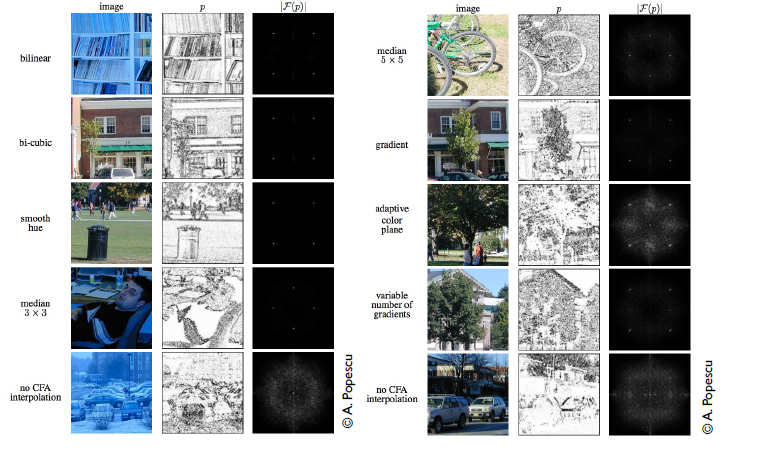 image
p
|F(p)|
bilinear
bi-cubic
smooth
hue
median
3 × 3
no CFA
interpolation
© A. Popescu
image
p
|F(p)|
median
5 × 5
gradient
adaptive
color
plane
variable
number of
gradients
no CFA
interpolation
© A. Popescu